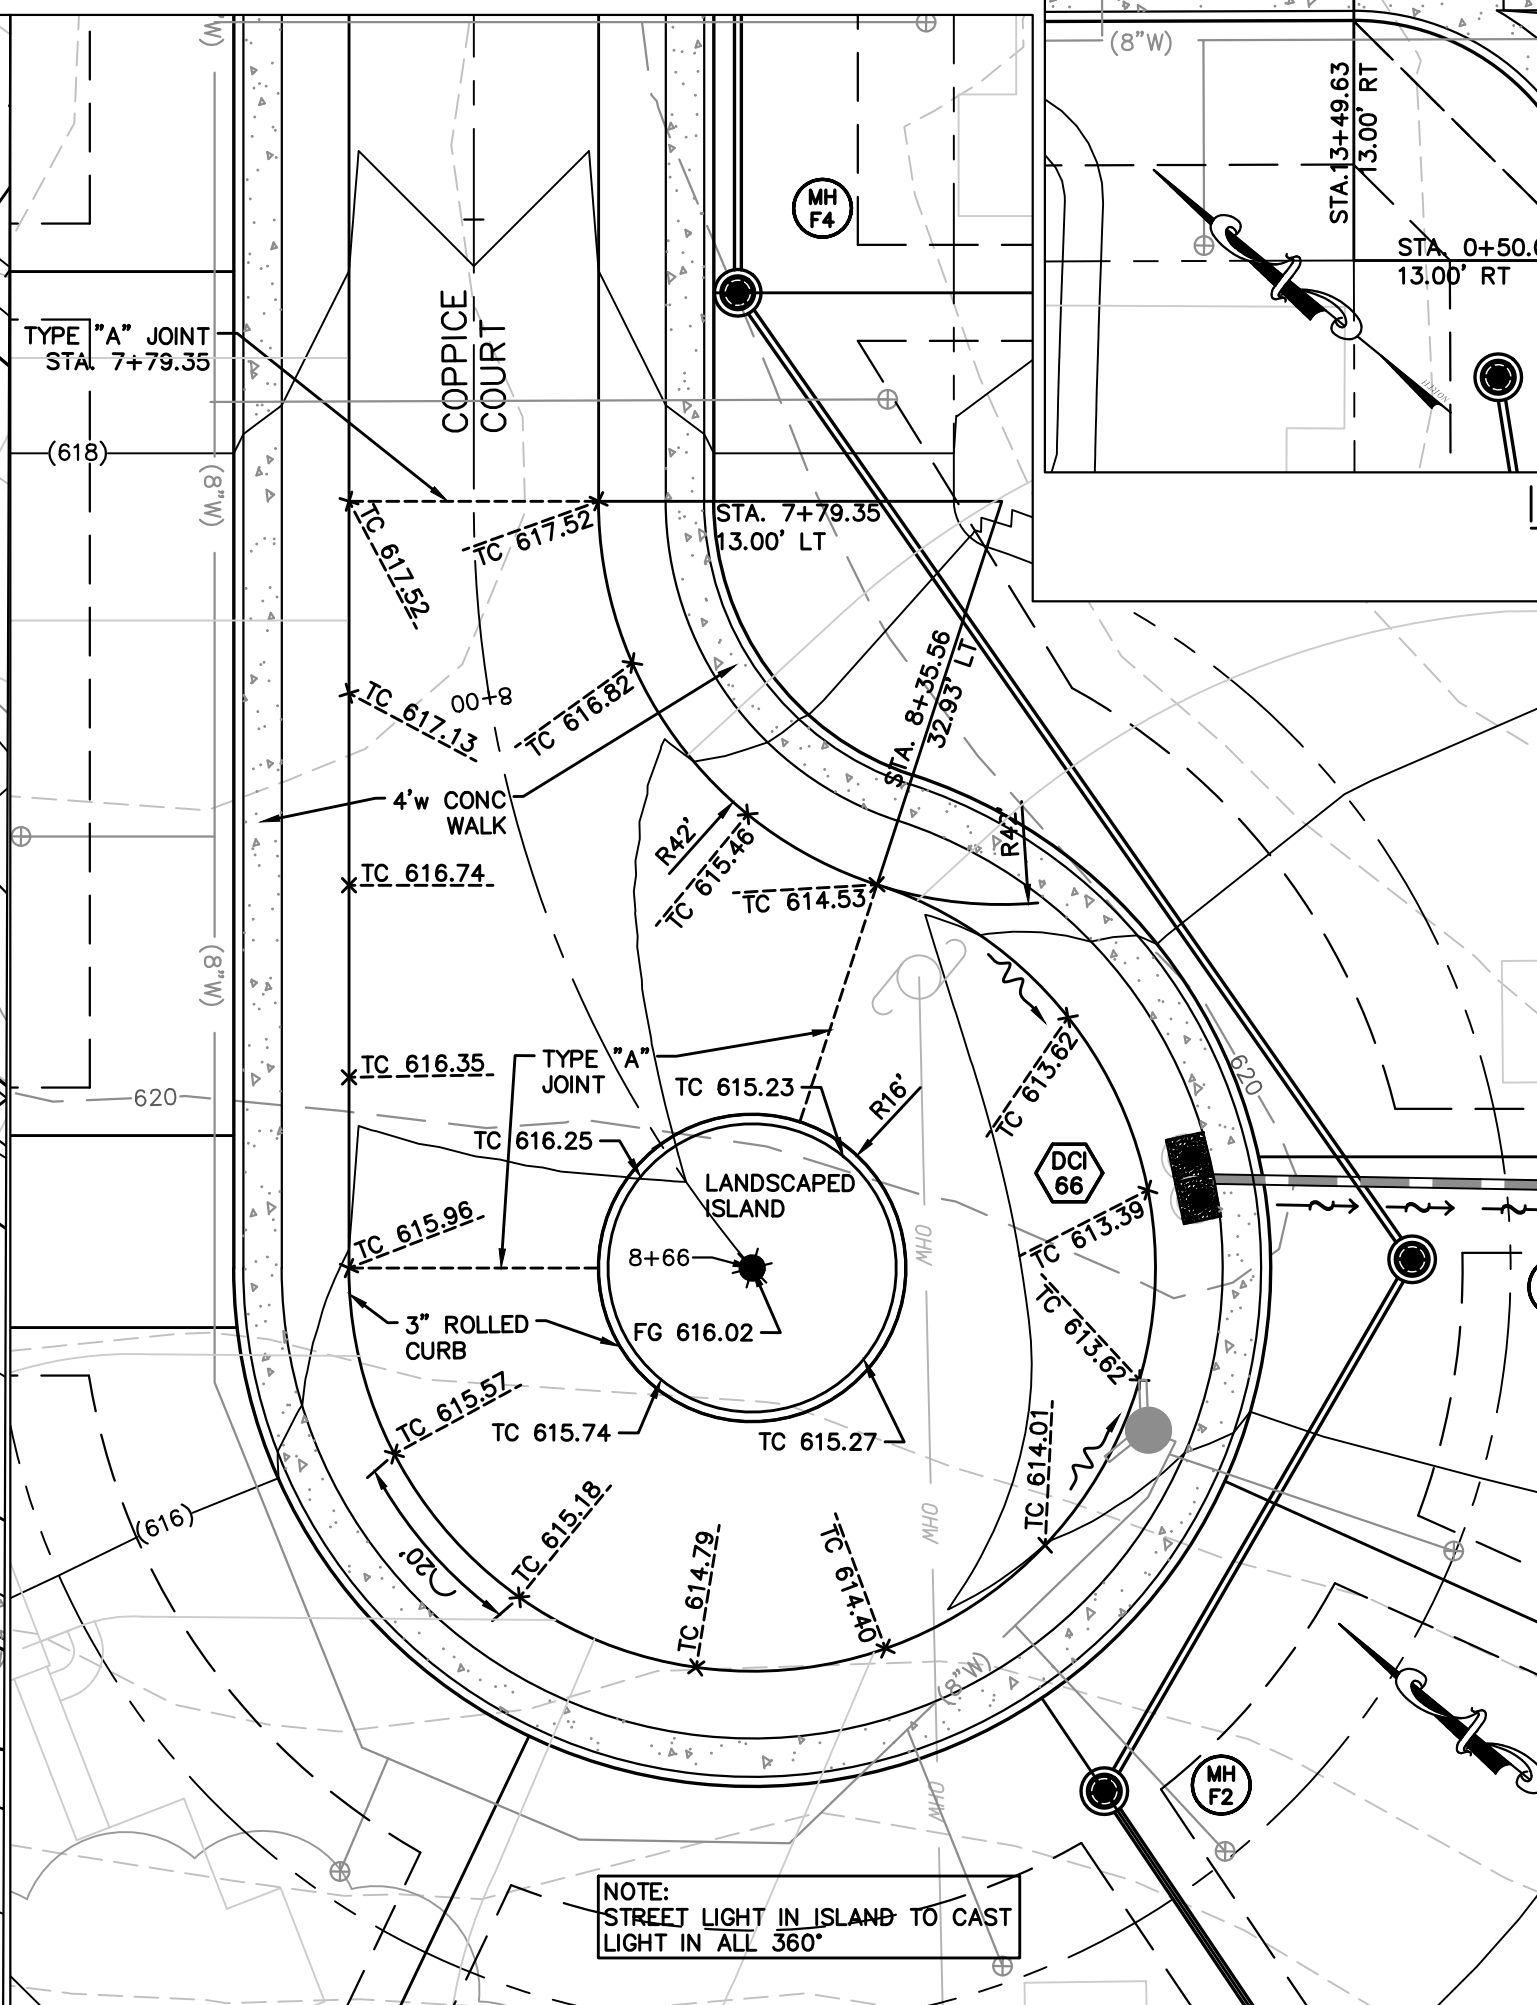 (8"W)
STA.13+49.63
13.00' RT
STA. 0+50.
13.00' RT
NORTH
W)
MH
F4
COPPICE
COURT
TYPE "A" JOINT
STA. 7+79.35
(618)
(8"W)
TC 617.52
TC 617.52
STA. 7+79.35
13.00' LT
STA. 8+35.56
32.93' LT
TC 617.13
8+00
TC 616.82
4'w CONC
WALK
R42'
TC 615.46
R42'
TC 616.74
TC 614.53
(8"W)
TC 616.35
TYPE "A"
JOINT
TC 615.23
R16'
TC 613.62
620
620
TC 616.25
LANDSCAPED
ISLAND
DCI
66
TC 613.39
TC 615.96
8+66
OHW
3" ROLLED
CURB
FG 616.02
TC 613.62
TC 615.57
TC 615.74
TC 615.27
TC 614.01
(616)
20'
TC 615.18
TC 614.79
TC 614.40
OHW
(8"W)
OHW
MH
F2
NOTE:
STREET LIGHT IN ISLAND TO CAST
LIGHT IN ALL 360°